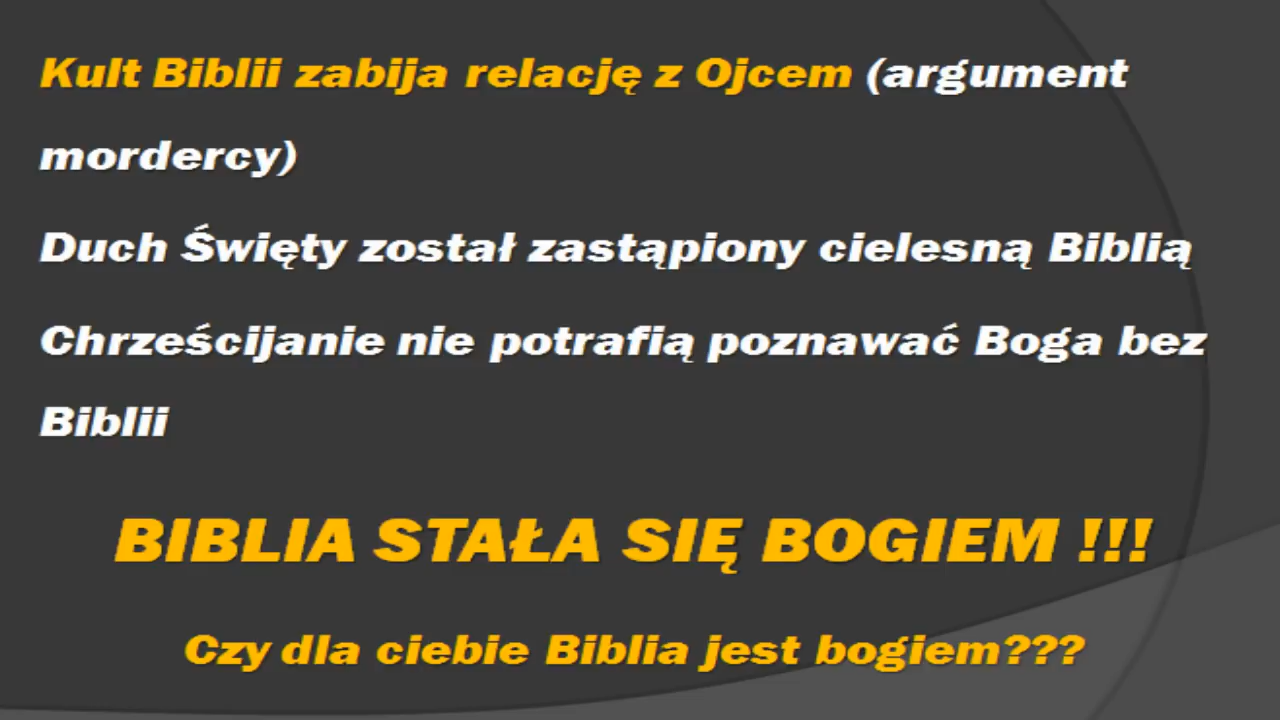 Kult Biblii zabija relację z Ojcem (argument
mordercy)
Duch Święty został zastąpiony cielesną Biblią
Chrześcijanie nie potrafią poznawać Boga bez
Biblii
BIBLIA STAŁA SIĘ BOGIEM !!!
Czy dla ciebie Biblia jest bogiem???